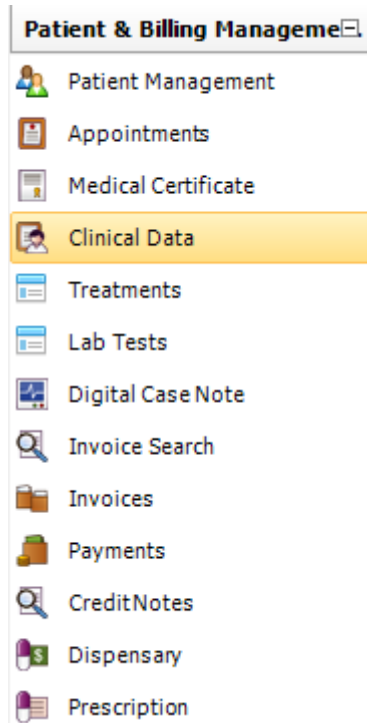 Patient & Billing Manageme
Patient Management
Appointments
Medical Certificate
Clinical Data
Treatments
Lab Tests
Digital Case Note
Invoice Search
Invoices
Payments
CreditNotes
Dispensary
Prescription